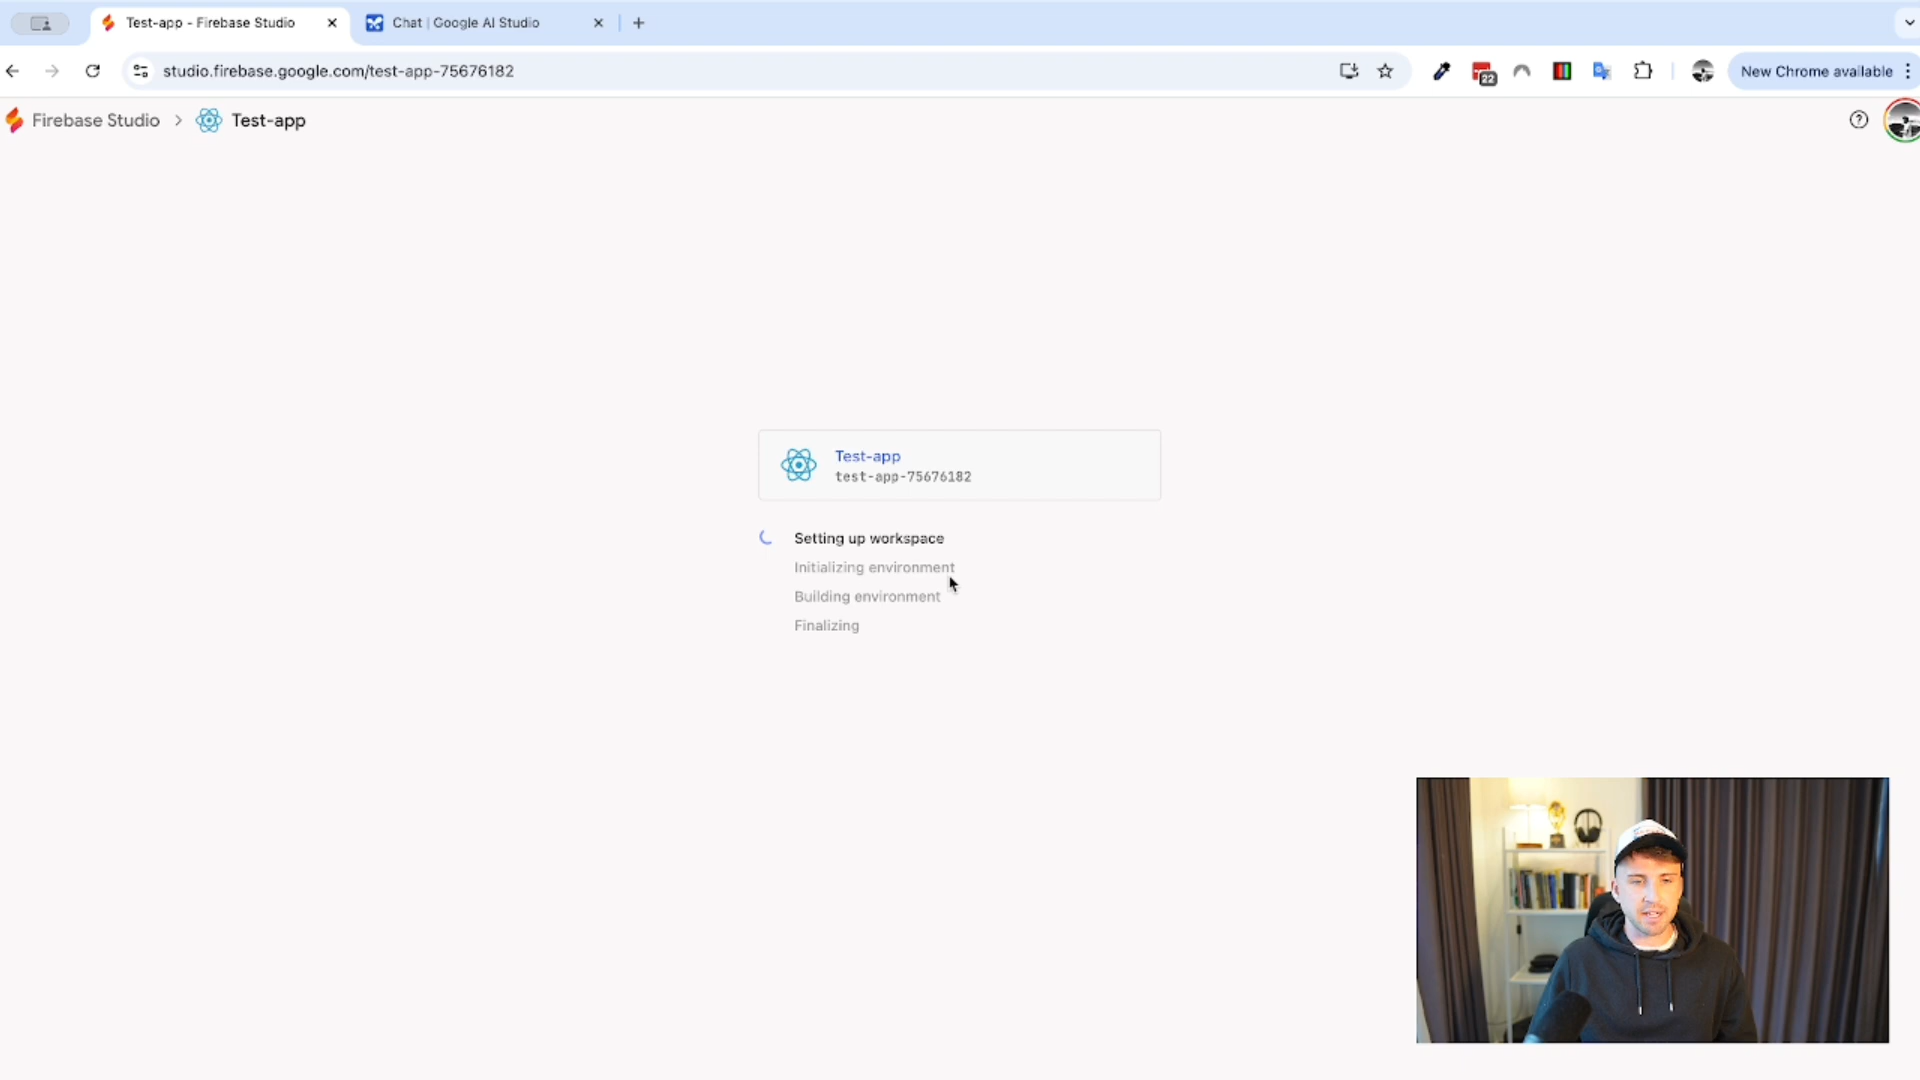 Test-app - Firebase Studio
Chat | Google AI Studio
studio.firebase.google.com/test-app-75676182
22
New Chrome available
Firebase Studio > Test-app
Test-app
test-app-75676182
Setting up workspace
Initializing environment
Building environment
Finalizing